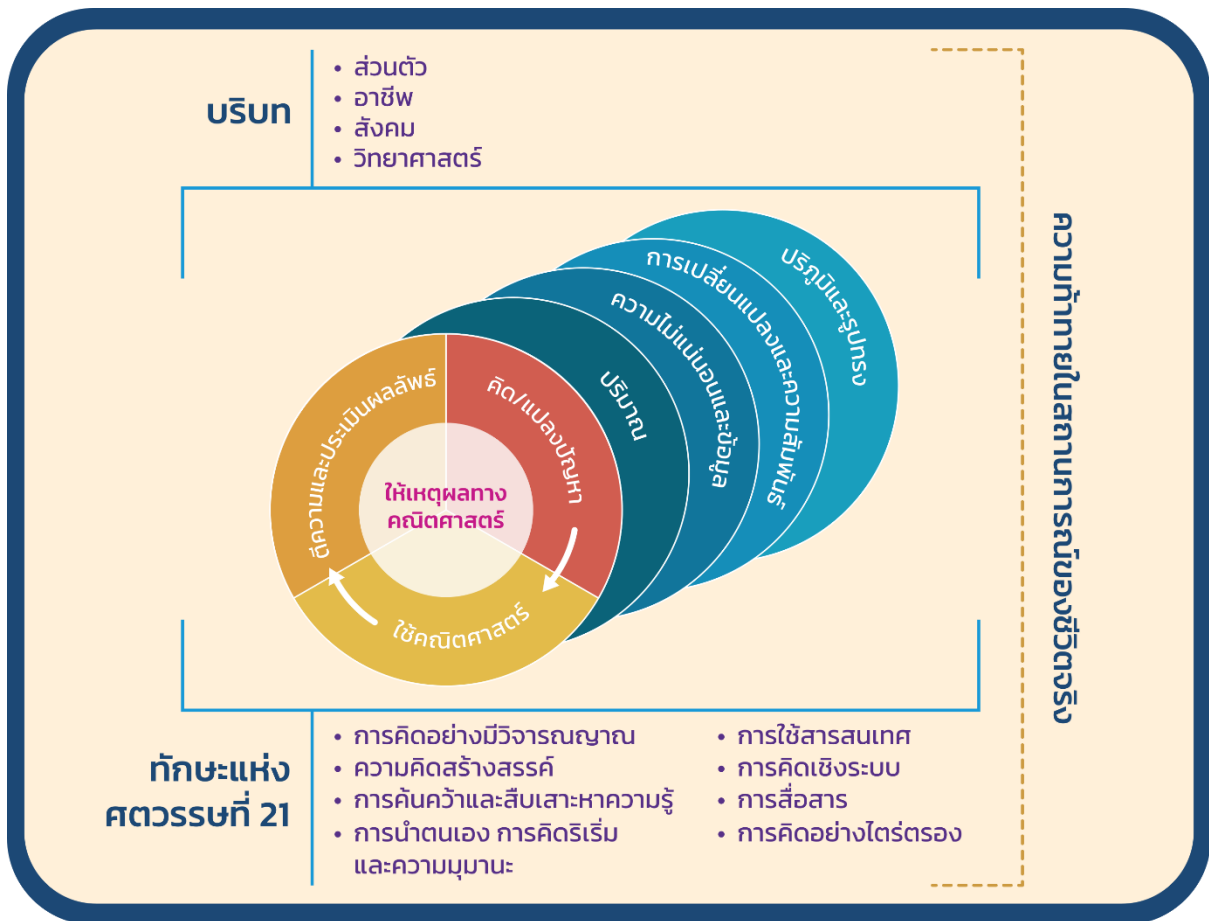 บริบท
• ส่วนตัว
• อาชีพ
• สังคม
• วิทยาศาสตร์
ปริภูมิและรูปทรง
การเปลี่ยนแปลงและความสัมพันธ์
ความไม่แน่นอนและข้อมูล
ปริมาณ
คิด/แปลงปัญหา
ตีความและประเมินผลลัพธ์
ให้เหตุผลทาง
คณิตศาสตร์
ใช้คณิตศาสตร์
ความท้าทายในสถานการณ์ของชีวิตจริง
ทักษะแห่ง
ศตวรรษที่ 21
• การคิดอย่างมีวิจารณญาณ
• ความคิดสร้างสรรค์
• การค้นคว้าและสืบเสาะหาความรู้
• การนำตนเอง การคิดริเริ่ม
และความมุมานะ
• การใช้สารสนเทศ
• การคิดเชิงระบบ
• การสื่อสาร
• การคิดอย่างไตร่ตรอง